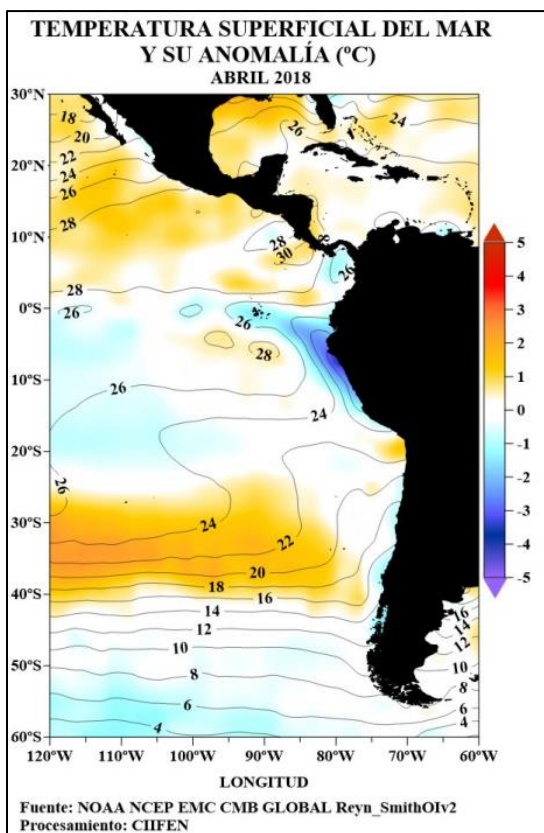 TEMPERATURA SUPERFICIAL DEL MAR
Y SU ANOMALÍA (ºC)
ABRIL 2018
30°N
20°N
10°N
0°N
10°S
20°S
30°S
40°S
50°S
60°S
18
20
22
24
26
28
26
24
28
30
8
26
28
26
26
28
26
24
26
24
22
20
18
16
14
12
10
8
6
4
16
14
12
10
8
6
4
5
4
3
2
1
0
-1
-2
-3
-4
-5
120°W
110°W
100°W
90°W
80°W
70°W
60°W
LONGITUD
Fuente: NOAA NCEP EMC CMB GLOBAL Reyn_SmithOIv2
Procesamiento: CIIFEN